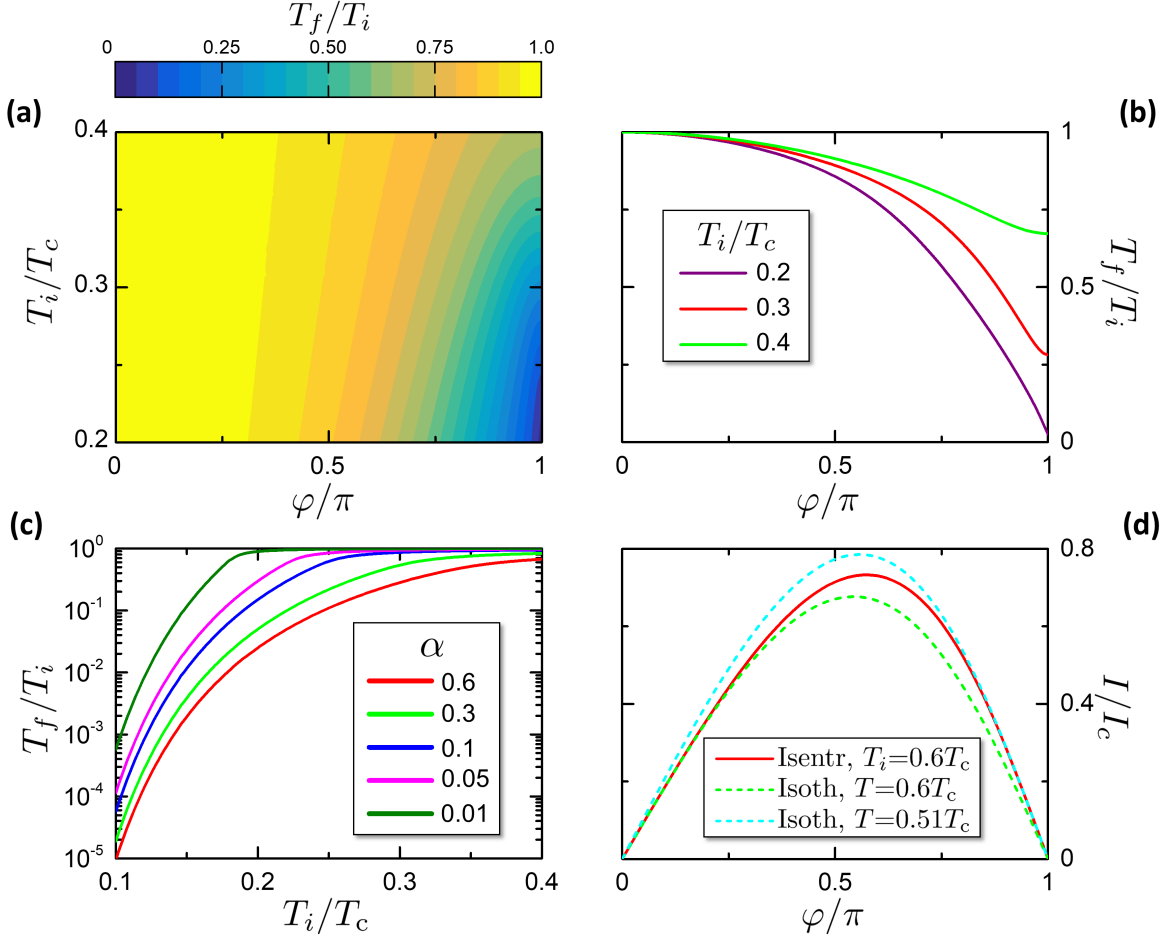 T_f/T_i
0 0.25 0.50 0.75 1.0
(a)
0.4
0.3
0.2
T_i/T_c
0 0.5 1
φ/π
(b)
1
0.5
0
T_f/T_i
T_i/T_c
0.2
0.3
0.4
0 0.5 1
φ/π
(c)
10^0
10^-1
10^-2
10^-3
10^-4
10^-5
T_f/T_i
α
0.6
0.3
0.1
0.05
0.01
0.1 0.2 0.3 0.4
T_i/T_c
(d)
0.8
0.4
0
I/I_c
Isentr, T_i=0.6T_c
Isoth, T=0.6T_c
Isoth, T=0.51T_c
0 0.5 1
φ/π